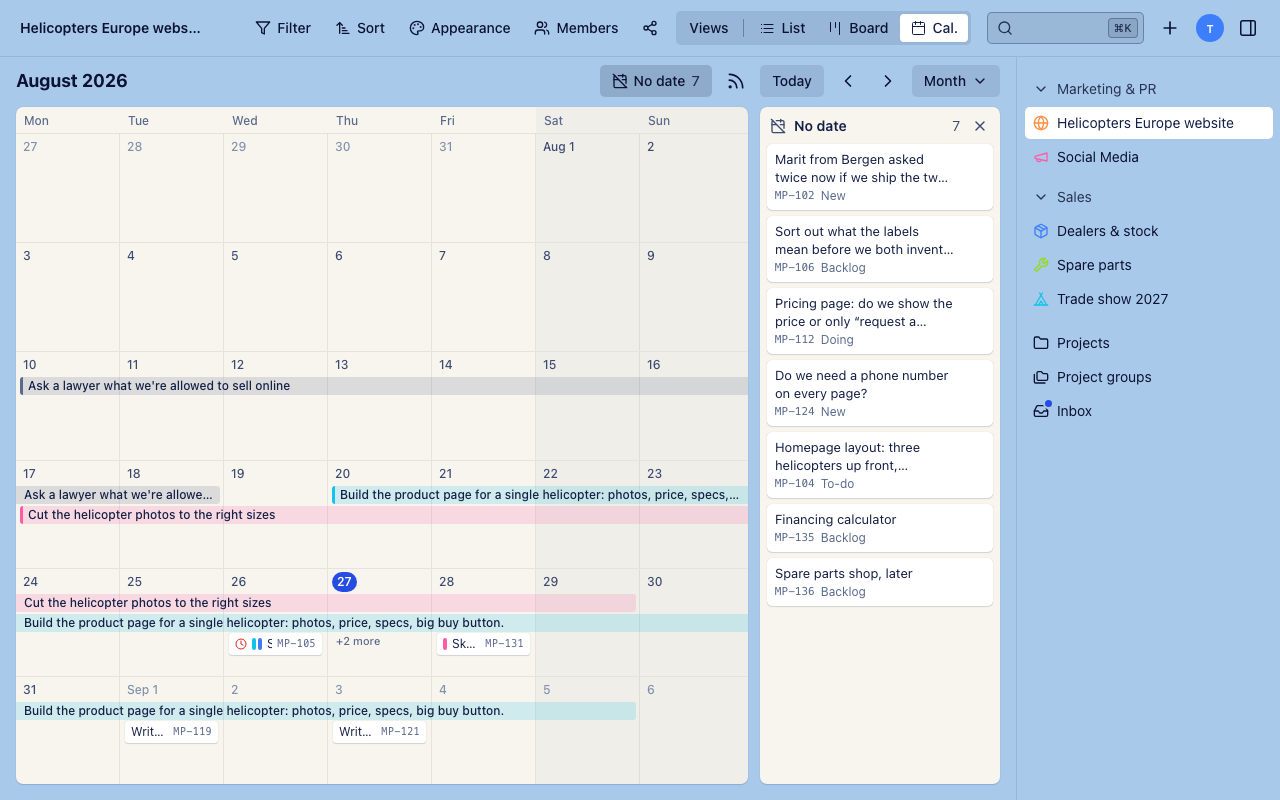 Helicopters Europe webs...
Filter
Sort
Appearance
Members
Views
List
Board
Cal.
⌘K
T
August 2026
No date 7
Today
Month
Mon Tue Wed Thu Fri Sat Sun
27 28 29 30 31 Aug 1 2
3 4 5 6 7 8 9
10 11 12 13 14 15 16
Ask a lawyer what we're allowed to sell online
17 18 19 20 21 22 23
Ask a lawyer what we're allowe...
Build the product page for a single helicopter: photos, price, specs,...
Cut the helicopter photos to the right sizes
24 25 26 27 28 29 30
Cut the helicopter photos to the right sizes
Build the product page for a single helicopter: photos, price, specs, big buy button.
MP-105
+2 more
Sk... MP-131
31 Sep 1 2 3 4 5 6
Build the product page for a single helicopter: photos, price, specs, big buy button.
Writ... MP-119
Writ... MP-121
No date 7
Marit from Bergen asked
twice now if we ship the tw...
MP-102 New
Sort out what the labels
mean before we both invent...
MP-106 Backlog
Pricing page: do we show the
price or only “request a...
MP-112 Doing
Do we need a phone number
on every page?
MP-124 New
Homepage layout: three
helicopters up front,...
MP-104 To-do
Financing calculator
MP-135 Backlog
Spare parts shop, later
MP-136 Backlog
Marketing & PR
Helicopters Europe website
Social Media
Sales
Dealers & stock
Spare parts
Trade show 2027
Projects
Project groups
Inbox